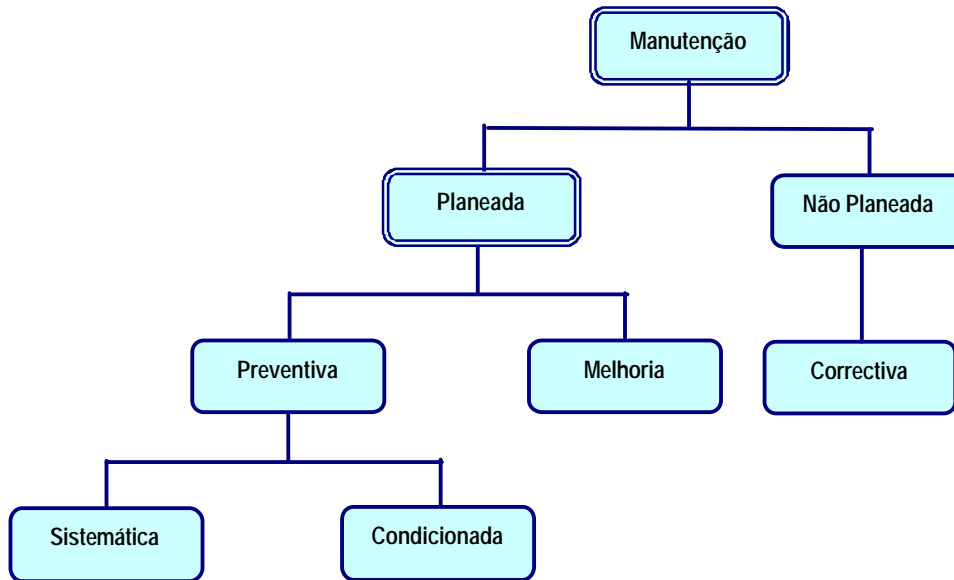 Manutenção
Planeada
Não Planeada
Preventiva
Melhoria
Correctiva
Sistemática
Condicionada